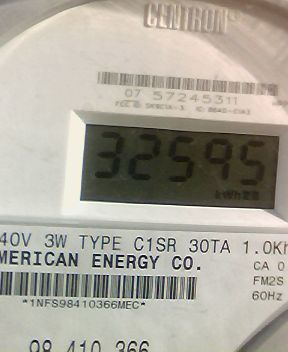 CENTRON®
07 57245311
32595
kWh
40V 3W TYPE C1SR 30TA 1.0Kh
MERICAN ENERGY CO.
CA 0
FM2S
60Hz
*1NFS98410366MEC*
98 410 366